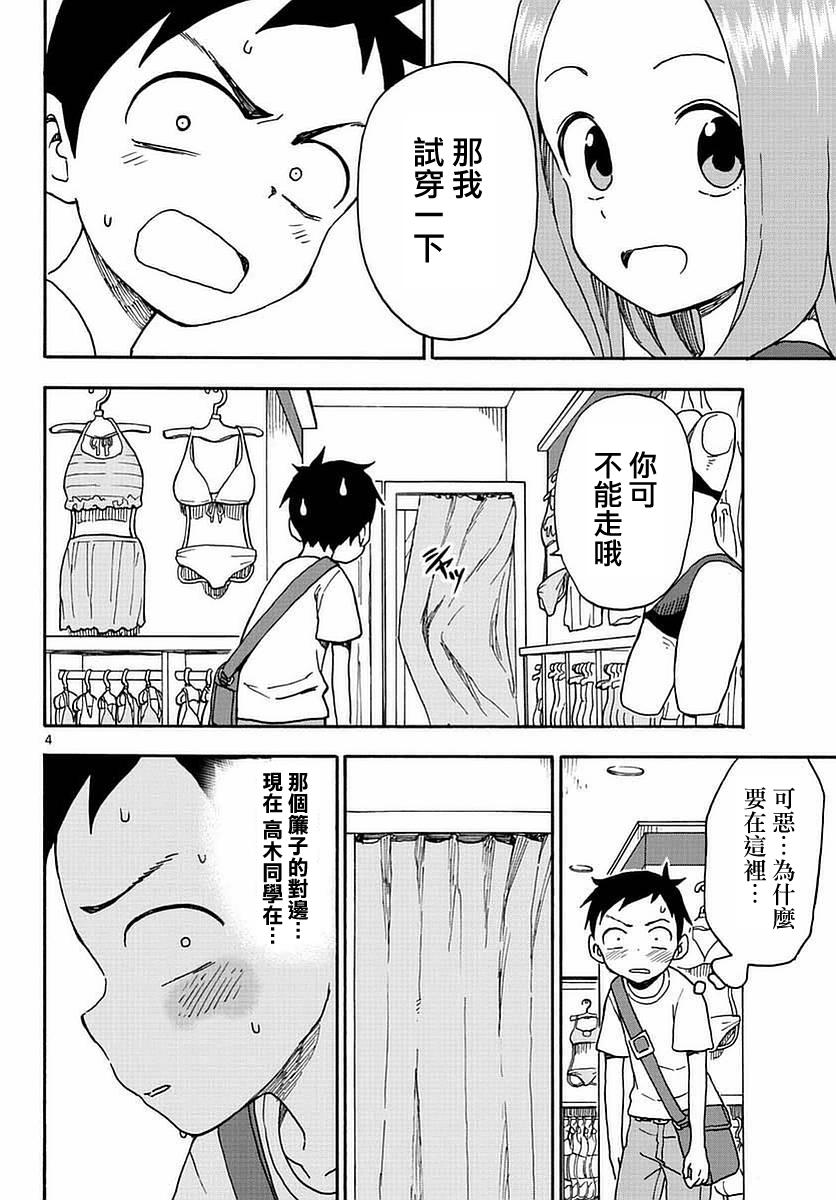 那我
試穿一下
你可
不能走哦
チャッ
4
可惡…為什麼
要在這裡…
那個簾子的對邊…
現在 高木同學在…